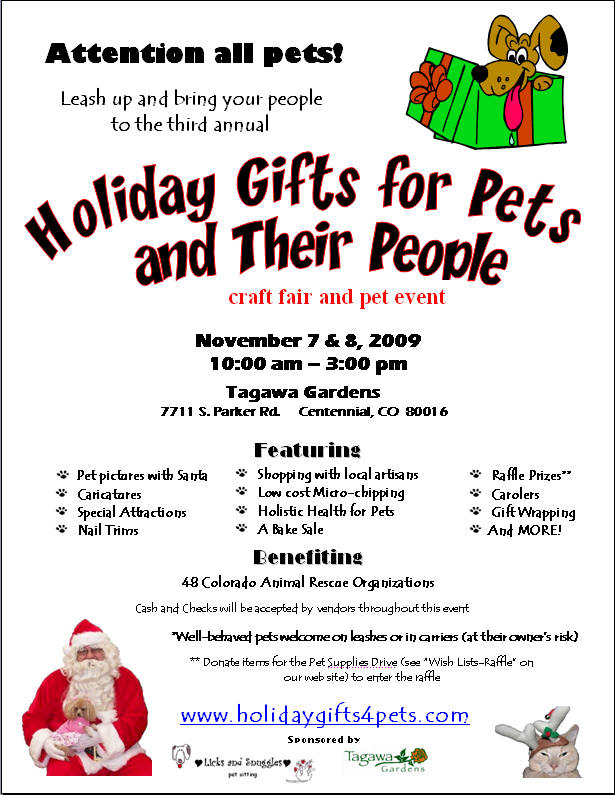 Attention all pets!
Leash up and bring your people
to the third annual
Holiday Gifts for Pets
and Their People
craft fair and pet event
November 7 & 8, 2009
10:00 am – 3:00 pm
Tagawa Gardens
7711 S. Parker Rd. Centennial, CO 80016
Featuring
Pet pictures with Santa
Caricatures
Special Attractions
Nail Trims
Shopping with local artisans
Low cost Micro-chipping
Holistic Health for Pets
A Bake Sale
Raffle Prizes**
Carolers
Gift Wrapping
And MORE!
Benefiting
48 Colorado Animal Rescue Organizations
Cash and Checks will be accepted by vendors throughout this event
*Well-behaved pets welcome on leashes or in carriers (at their owner's risk)
** Donate items for the Pet Supplies Drive (see "Wish Lists-Raffle" on
our web site) to enter the raffle
www.holidaygifts4pets.com
Sponsored by
Licks and Snuggles
pet sitting
Tagawa
Gardens